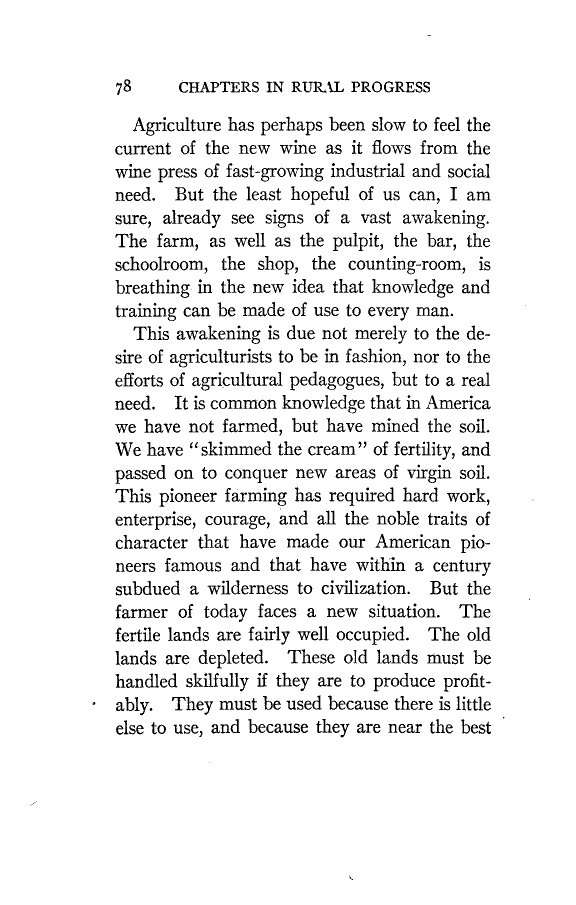 78 CHAPTERS IN RURAL PROGRESS
Agriculture has perhaps been slow to feel the
current of the new wine as it flows from the
wine press of fast-growing industrial and social
need. But the least hopeful of us can, I am
sure, already see signs of a vast awakening.
The farm, as well as the pulpit, the bar, the
schoolroom, the shop, the counting-room, is
breathing in the new idea that knowledge and
training can be made of use to every man.
This awakening is due not merely to the de-
sire of agriculturists to be in fashion, nor to the
efforts of agricultural pedagogues, but to a real
need. It is common knowledge that in America
we have not farmed, but have mined the soil.
We have "skimmed the cream" of fertility, and
passed on to conquer new areas of virgin soil.
This pioneer farming has required hard work,
enterprise, courage, and all the noble traits of
character that have made our American pio-
neers famous and that have within a century
subdued a wilderness to civilization. But the
farmer of today faces a new situation. The
fertile lands are fairly well occupied. The old
lands are depleted. These old lands must be
handled skilfully if they are to produce profit-
ably. They must be used because there is little
else to use, and because they are near the best